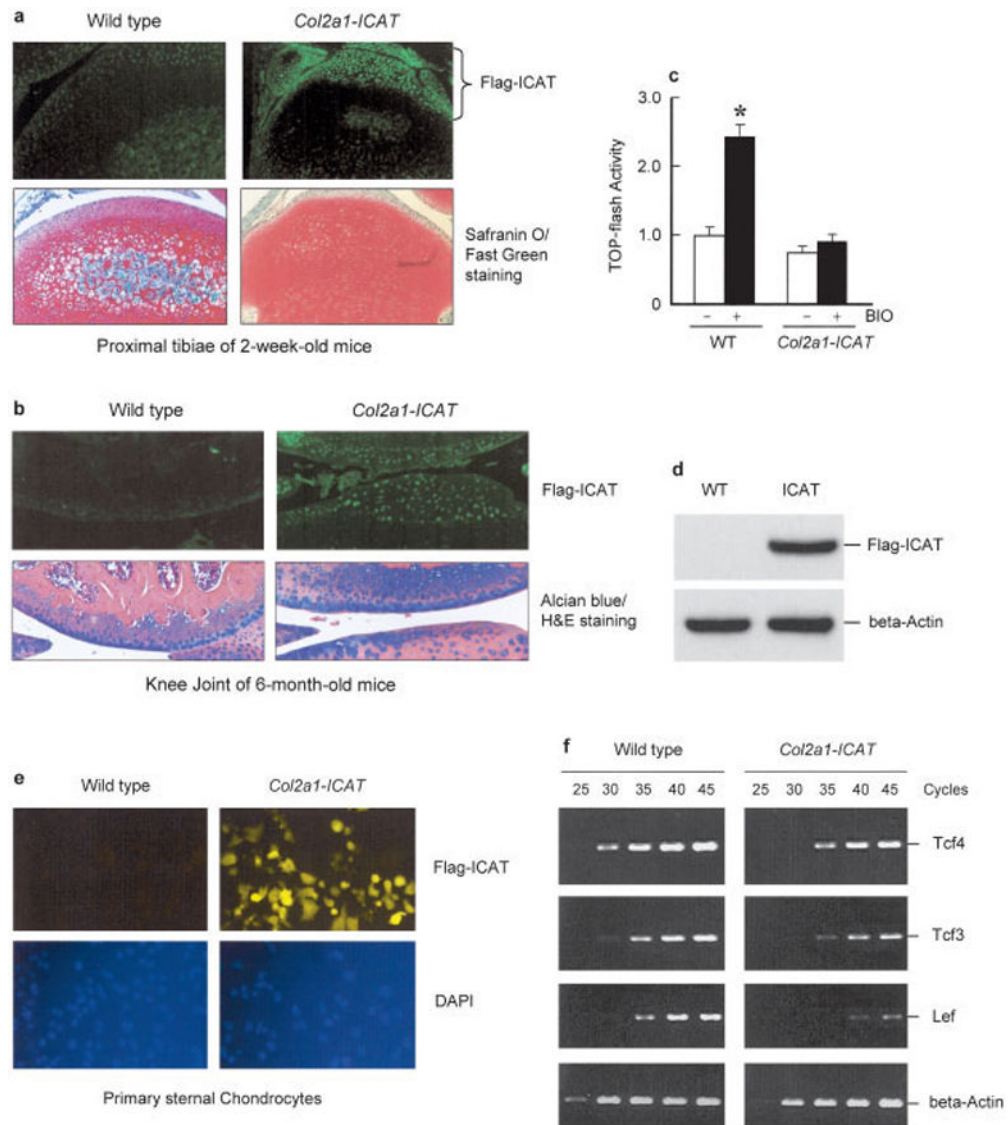 a
Wild type
Col2a1-ICAT
Flag-ICAT
Safranin O/
Fast Green
staining
Proximal tibiae of 2-week-old mice
b
Wild type
Col2a1-ICAT
Flag-ICAT
Alcian blue/
H&E staining
Knee Joint of 6-month-old mice
c
TOP-flash Activity
3.0
2.0
1.0
0
*
– + – + BIO
WT Col2a1-ICAT
d
WT ICAT
Flag-ICAT
beta-Actin
e
Wild type
Col2a1-ICAT
Flag-ICAT
DAPI
Primary sternal Chondrocytes
f
Wild type
Col2a1-ICAT
25 30 35 40 45 25 30 35 40 45 Cycles
Tcf4
Tcf3
Lef
beta-Actin